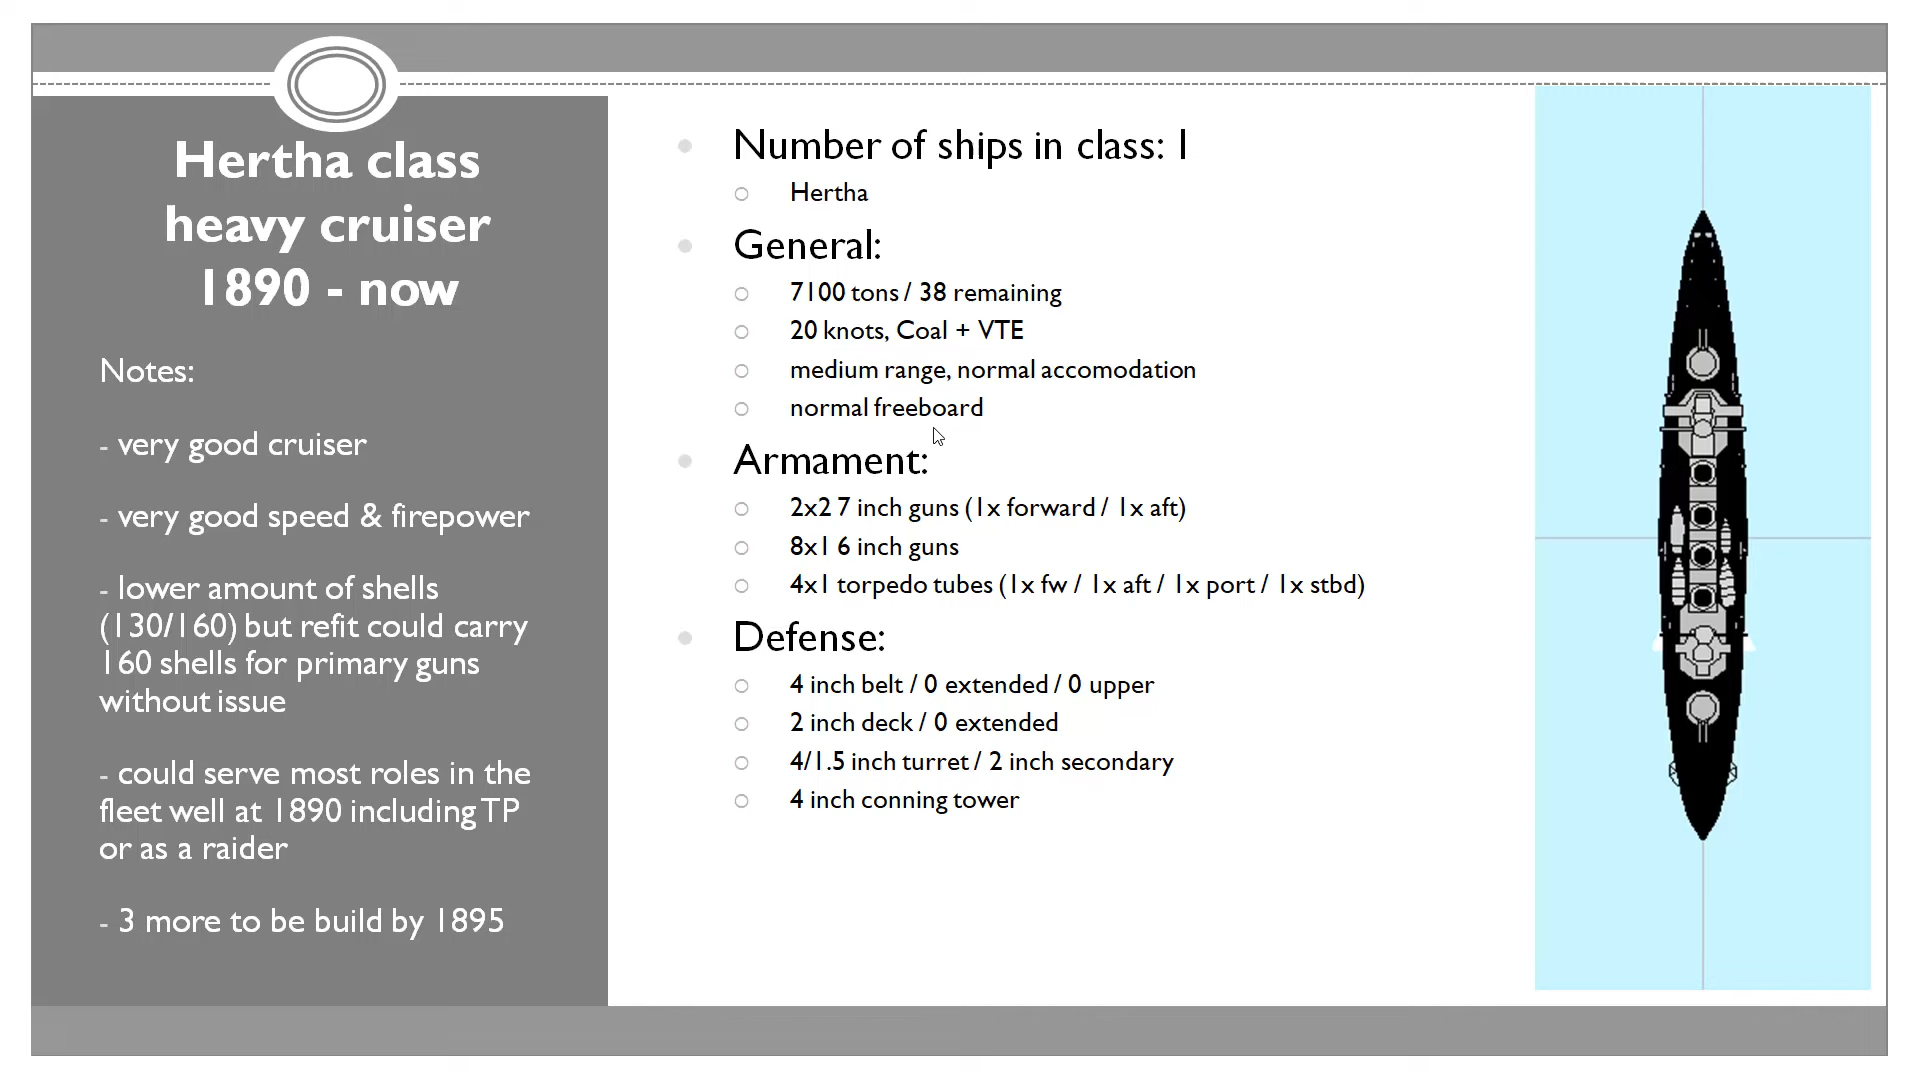 Hertha class
heavy cruiser
1890 - now
Notes:
- very good cruiser
- very good speed & firepower
- lower amount of shells
(130/160) but refit could carry
160 shells for primary guns
without issue
- could serve most roles in the
fleet well at 1890 including TP
or as a raider
- 3 more to be build by 1895
Number of ships in class: 1
Hertha
General:
7100 tons / 38 remaining
20 knots, Coal + VTE
medium range, normal accomodation
normal freeboard
Armament:
2x2 7 inch guns (1x forward / 1x aft)
8x1 6 inch guns
4x1 torpedo tubes (1x fw / 1x aft / 1x port / 1x stbd)
Defense:
4 inch belt / 0 extended / 0 upper
2 inch deck / 0 extended
4/1.5 inch turret / 2 inch secondary
4 inch conning tower